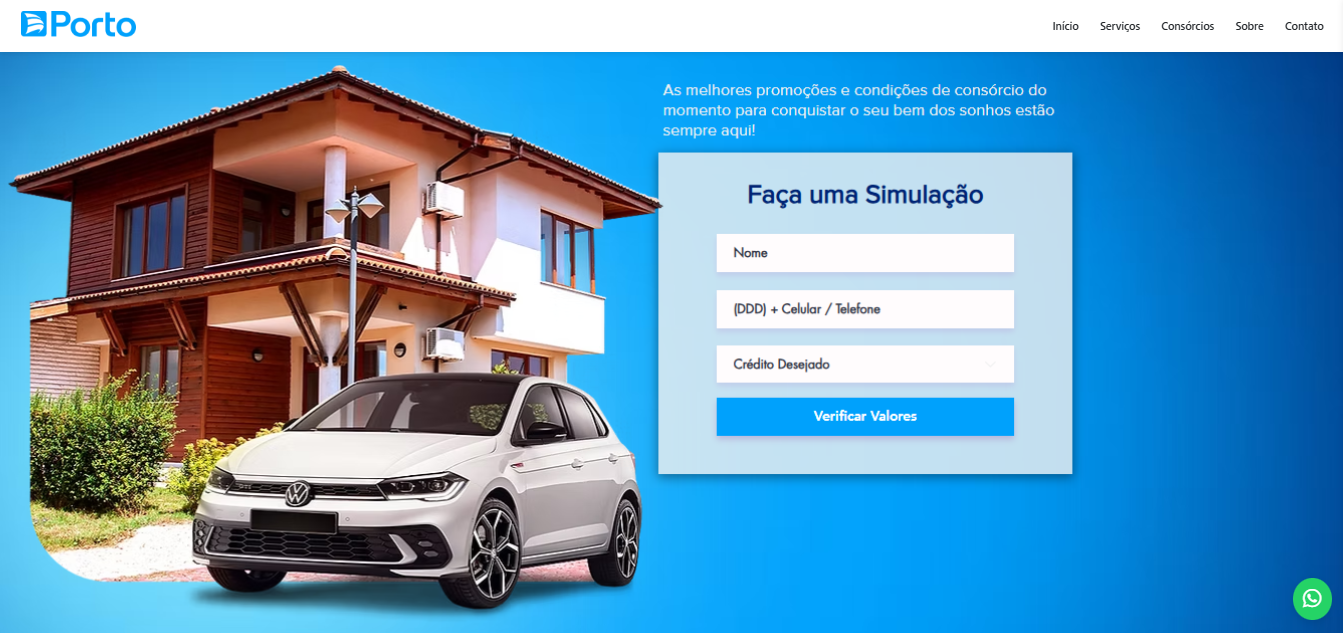 Porto
Início Serviços Consórcios Sobre Contato
As melhores promoções e condições de consórcio do
momento para conquistar o seu bem dos sonhos estão
sempre aqui!
Faça uma Simulação
Nome
(DDD) + Celular / Telefone
Crédito Desejado
Verificar Valores